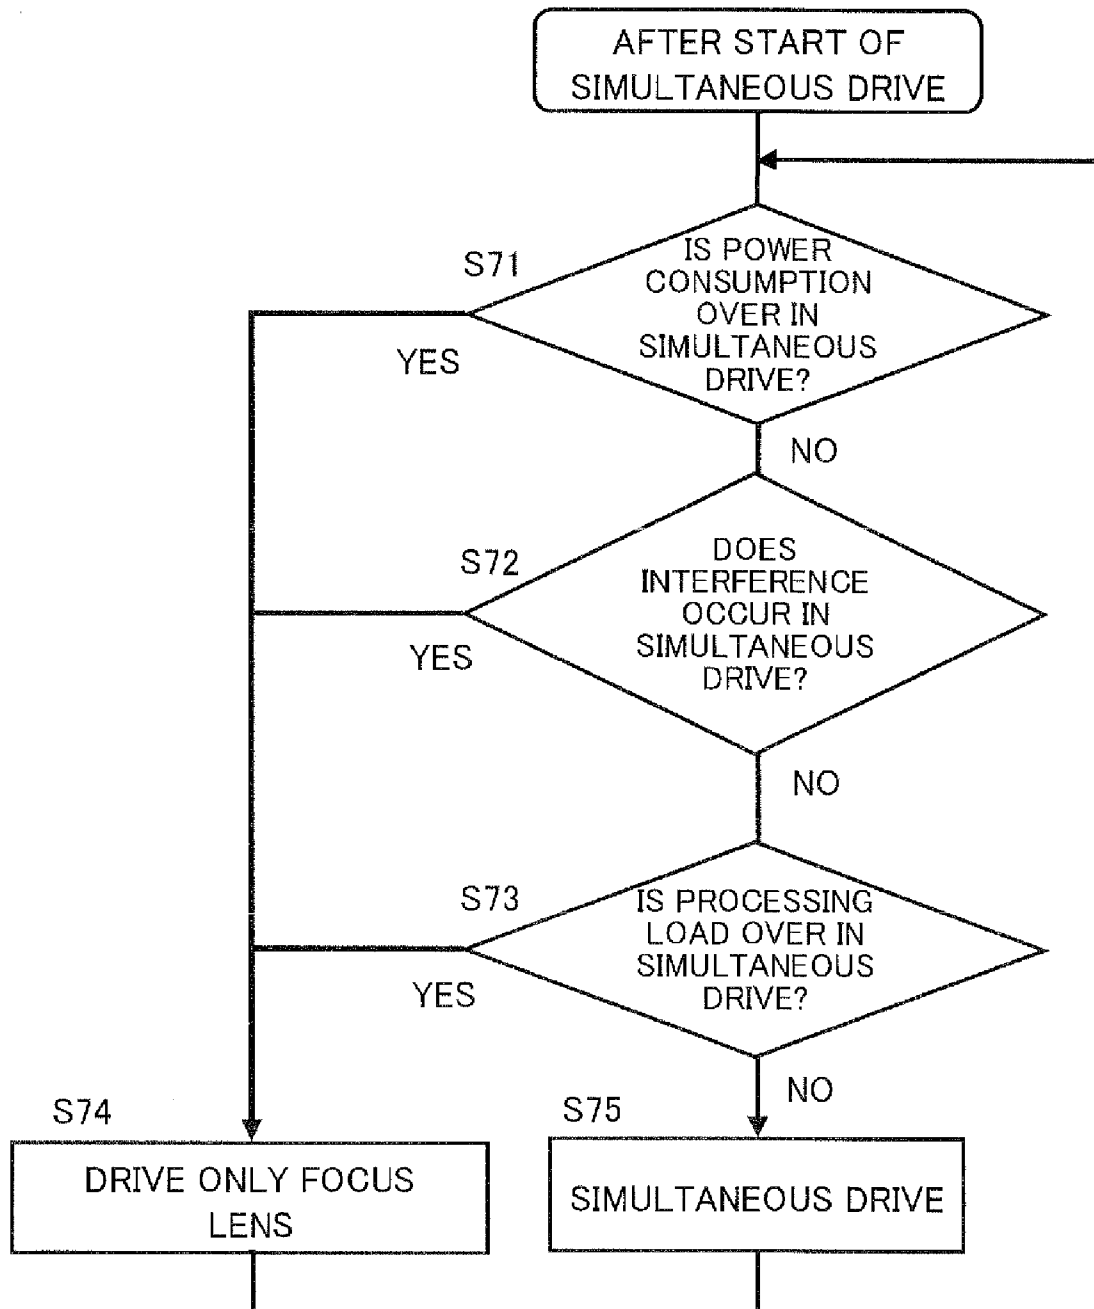 AFTER START OF
SIMULTANEOUS DRIVE
S71
IS POWER
CONSUMPTION
OVER IN
SIMULTANEOUS
DRIVE?
YES
NO
S72
DOES
INTERFERENCE
OCCUR IN
SIMULTANEOUS
DRIVE?
YES
NO
S73
IS PROCESSING
LOAD OVER IN
SIMULTANEOUS
DRIVE?
YES
NO
S74
DRIVE ONLY FOCUS
LENS
S75
SIMULTANEOUS DRIVE